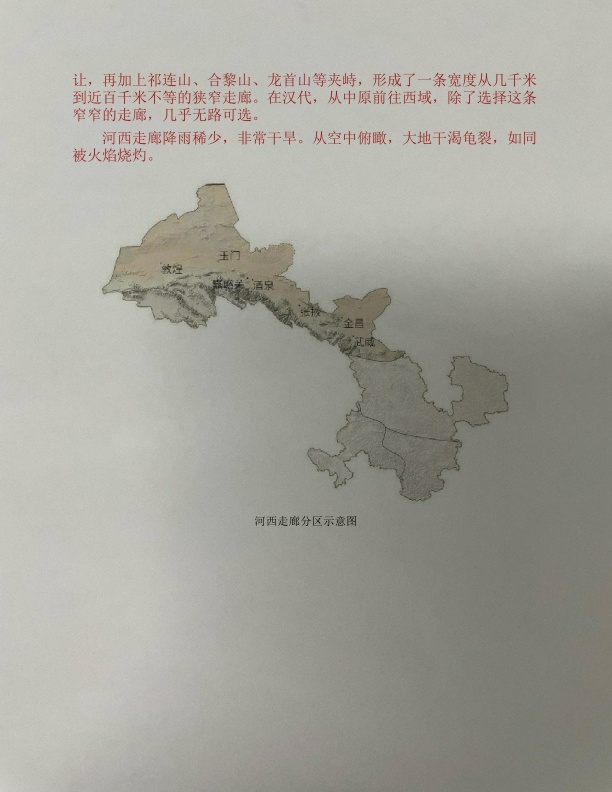 让，再加上祁连山、合黎山、龙首山等夹峙，形成了一条宽度从几千米
到近百千米不等的狭窄走廊。在汉代，从中原前往西域，除了选择这条
窄窄的走廊，几乎无路可选。
河西走廊降雨稀少，非常干旱。从空中俯瞰，大地干渴龟裂，如同
被火焰烧灼。
玉门
敦煌
嘉峪关
酒泉
张掖
金昌
武威
河西走廊分区示意图